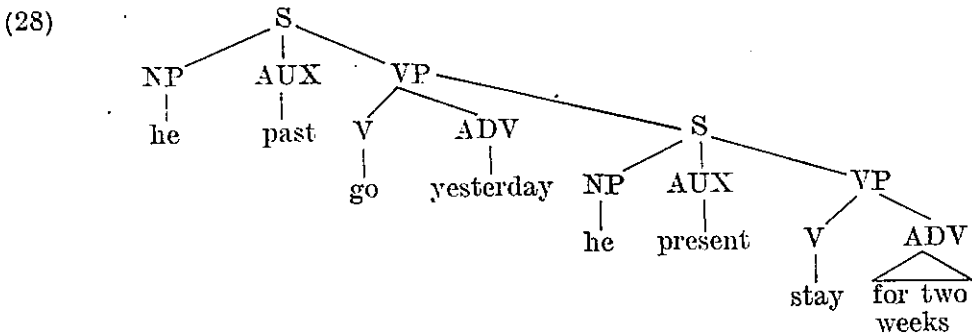 (28)
S
NP AUX VP
he past V ADV S
go yesterday NP AUX VP
he present V ADV
stay for two
weeks